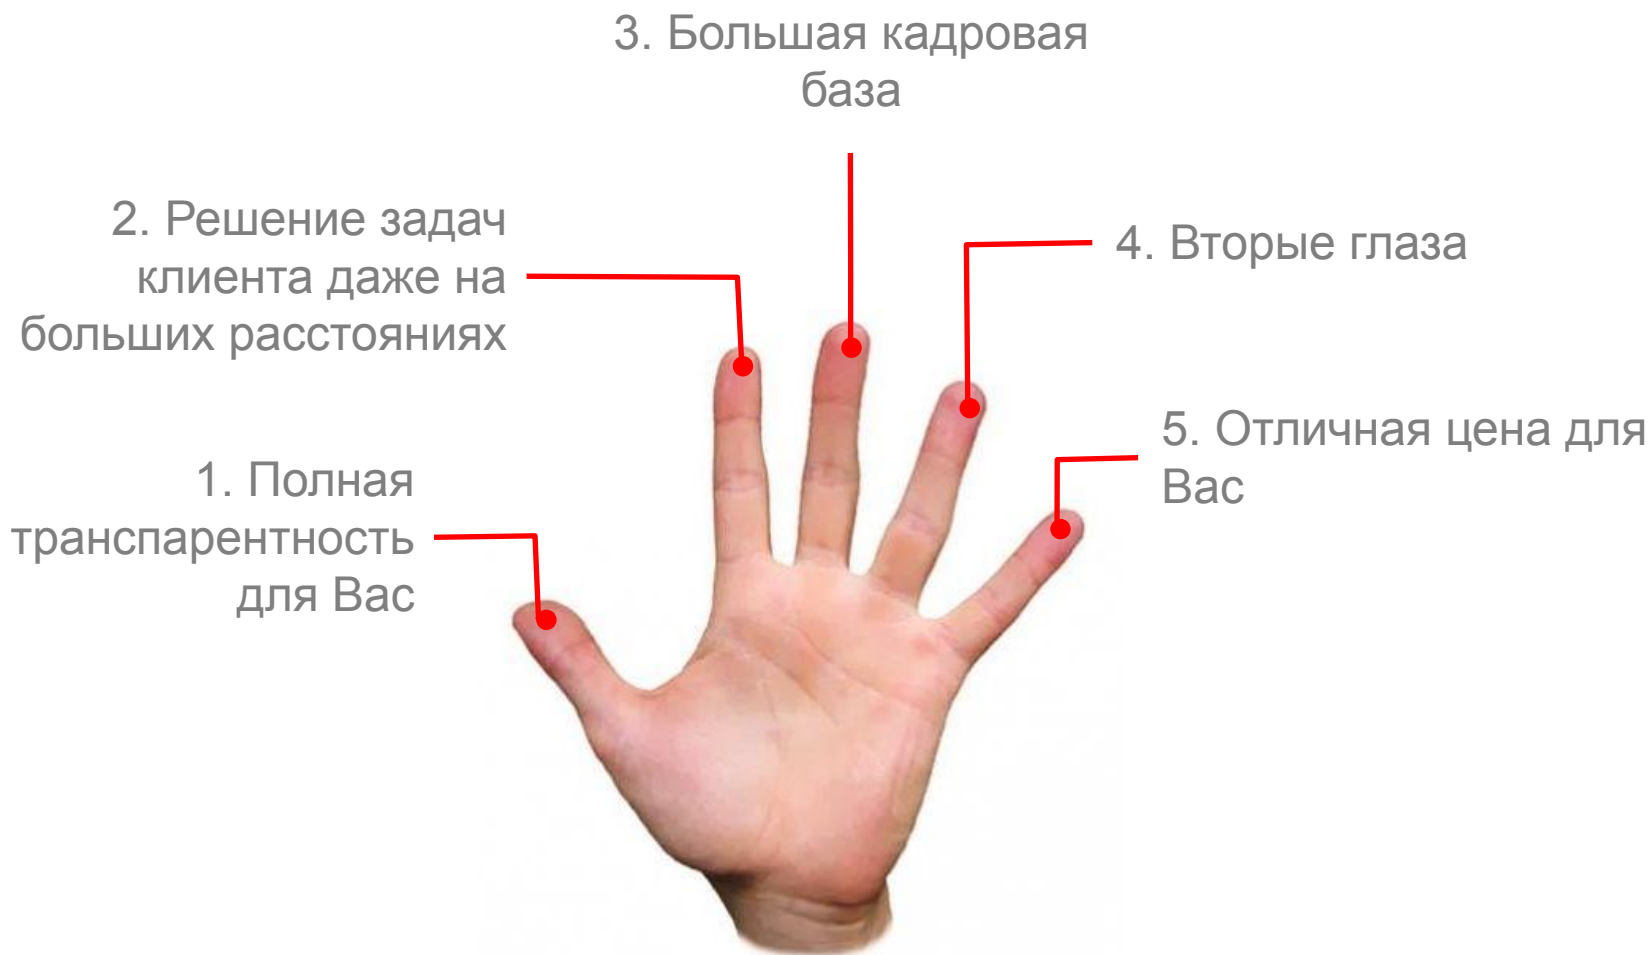 3. Большая кадровая
база
2. Решение задач
клиента даже на
больших расстояниях
4. Вторые глаза
1. Полная
транспарентность
для Вас
5. Отличная цена для
Вас